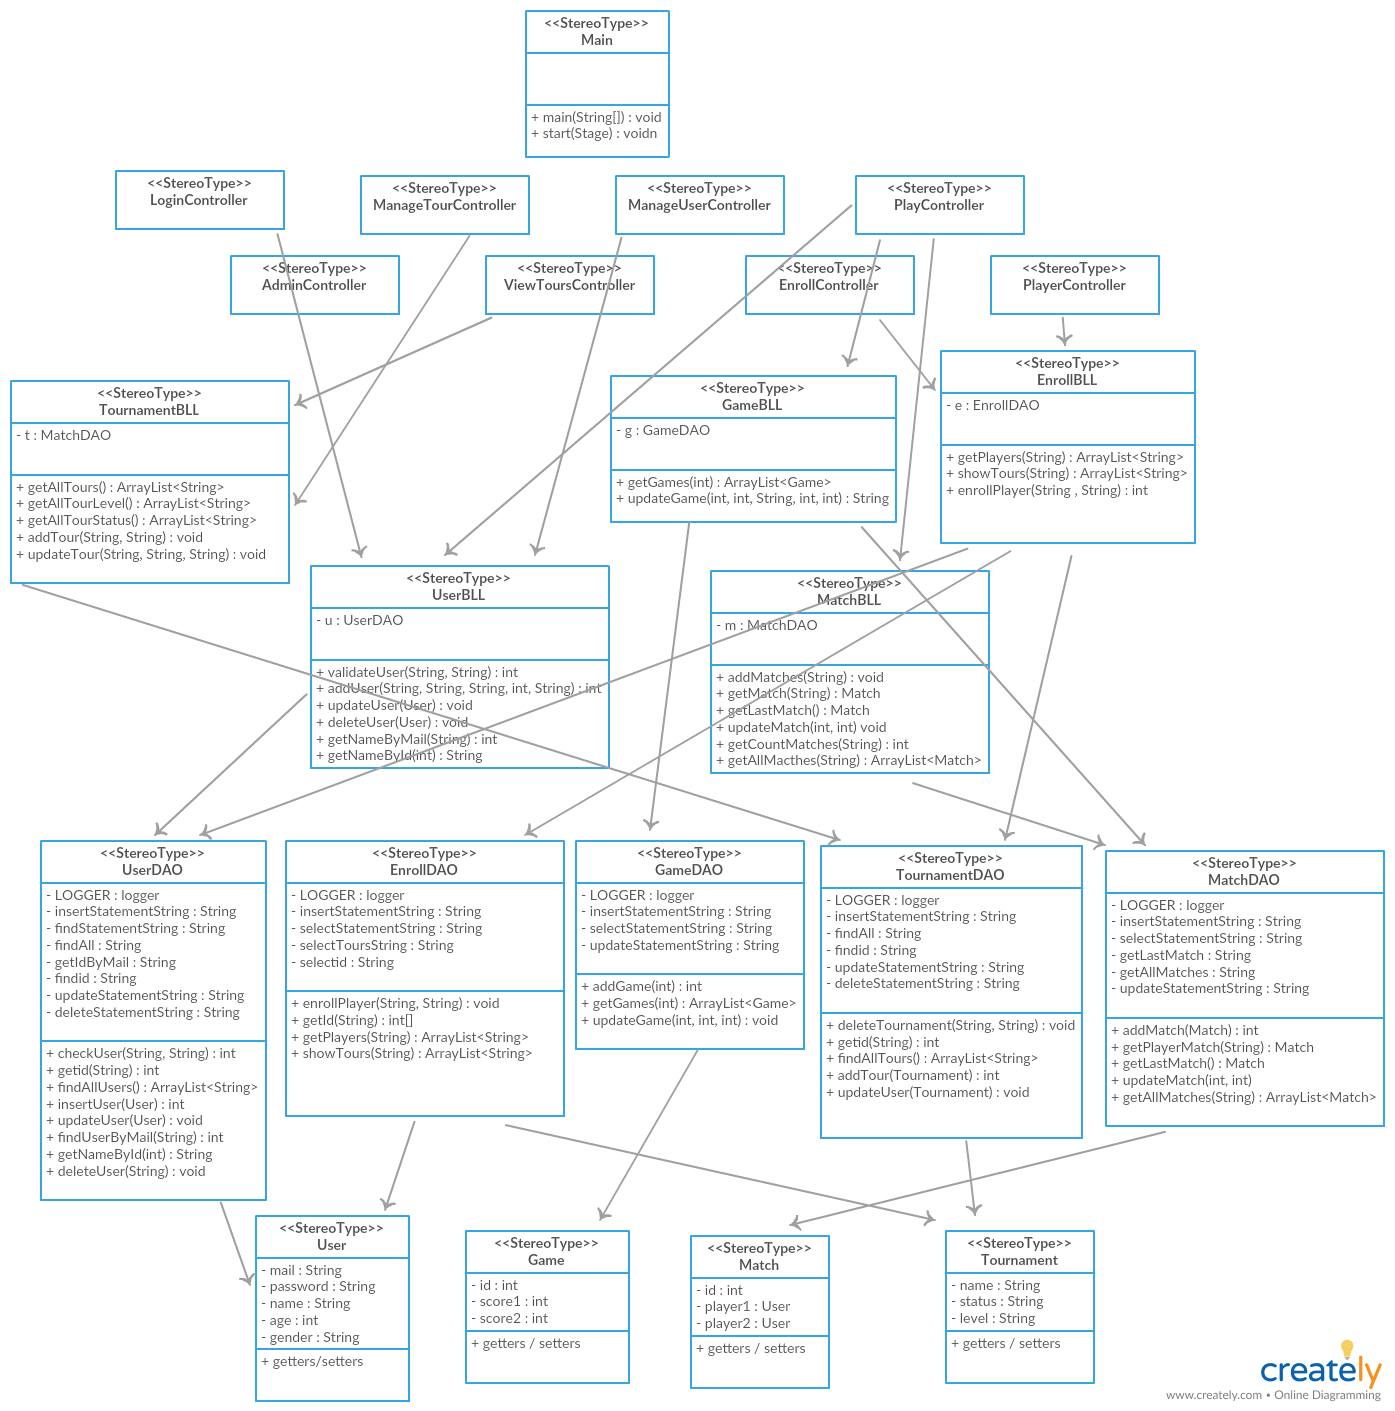 <<StereoType>>
Main
+ main(String[]) : void
+ start(Stage) : voidn
<<StereoType>>
LoginController
<<StereoType>>
ManageTourController
<<StereoType>>
ManageUserController
<<StereoType>>
PlayController
<<StereoType>>
AdminController
<<StereoType>>
ViewToursController
<<StereoType>>
EnrollController
<<StereoType>>
PlayerController
<<StereoType>>
TournamentBLL
- t : MatchDAO
+ getAllTours() : ArrayList<String>
+ getAllTourLevel() : ArrayList<String>
+ getAllTourStatus() : ArrayList<String>
+ addTour(String, String) : void
+ updateTour(String, String, String) : void
<<StereoType>>
GameBLL
- g : GameDAO
+ getGames(int) : ArrayList<Game>
+ updateGame(int, int, String, int, int) : String
<<StereoType>>
EnrollBLL
- e : EnrollDAO
+ getPlayers(String) : ArrayList<String>
+ showTours(String) : ArrayList<String>
+ enrollPlayer(String , String) : int
<<StereoType>>
UserBLL
- u : UserDAO
+ validateUser(String, String) : int
+ addUser(String, String, String, int, String) : int
+ updateUser(User) : void
+ deleteUser(User) : void
+ getNameByMail(String) : int
+ getNameById(int) : String
<<StereoType>>
MatchBLL
- m : MatchDAO
+ addMatches(String) : void
+ getMatch(String) : Match
+ getLastMatch() : Match
+ updateMatch(int, int) void
+ getCountMatches(String) : int
+ getAllMacthes(String) : ArrayList<Match>
<<StereoType>>
UserDAO
- LOGGER : logger
- insertStatementString : String
- findStatementString : String
- findAll : String
- getIdByMail : String
- findid : String
- updateStatementString : String
- deleteStatementString : String
+ checkUser(String, String) : int
+ getid(String) : int
+ findAllUsers() : ArrayList<String>
+ insertUser(User) : int
+ updateUser(User) : void
+ findUserByMail(String) : int
+ getNameById(int) : String
+ deleteUser(String) : void
<<StereoType>>
EnrollDAO
- LOGGER : logger
- insertStatementString : String
- selectStatementString : String
- selectToursString : String
- selectid : String
+ enrollPlayer(String, String) : void
+ getId(String) : int[]
+ getPlayers(String) : ArrayList<String>
+ showTours(String) : ArrayList<String>
<<StereoType>>
GameDAO
- LOGGER : logger
- insertStatementString : String
- selectStatementString : String
- updateStatementString : String
+ addGame(int) : int
+ getGames(int) : ArrayList<Game>
+ updateGame(int, int, int) : void
<<StereoType>>
TournamentDAO
- LOGGER : logger
- insertStatementString : String
- findAll : String
- findid : String
- updateStatementString : String
- deleteStatementString : String
+ deleteTournament(String, String) : void
+ getid(String) : int
+ findAllTours() : ArrayList<String>
+ addTour(Tournament) : int
+ updateUser(Tournament) : void
<<StereoType>>
MatchDAO
- LOGGER : logger
- insertStatementString : String
- selectStatementString : String
- getLastMatch : String
- getAllMatches : String
- updateStatementString : String
+ addMatch(Match) : int
+ getPlayerMatch(String) : Match
+ getLastMatch() : Match
+ updateMatch(int, int)
+ getAllMatches(String) : ArrayList<Match>
<<StereoType>>
User
- mail : String
- password : String
- name : String
- age : int
- gender : String
+ getters/setters
<<StereoType>>
Game
- id : int
- score1 : int
- score2 : int
+ getters / setters
<<StereoType>>
Match
- id : int
- player1 : User
- player2 : User
+ getters / setters
<<StereoType>>
Tournament
- name : String
- status : String
- level : String
+ getters / setters
creately
www.creately.com • Online Diagramming